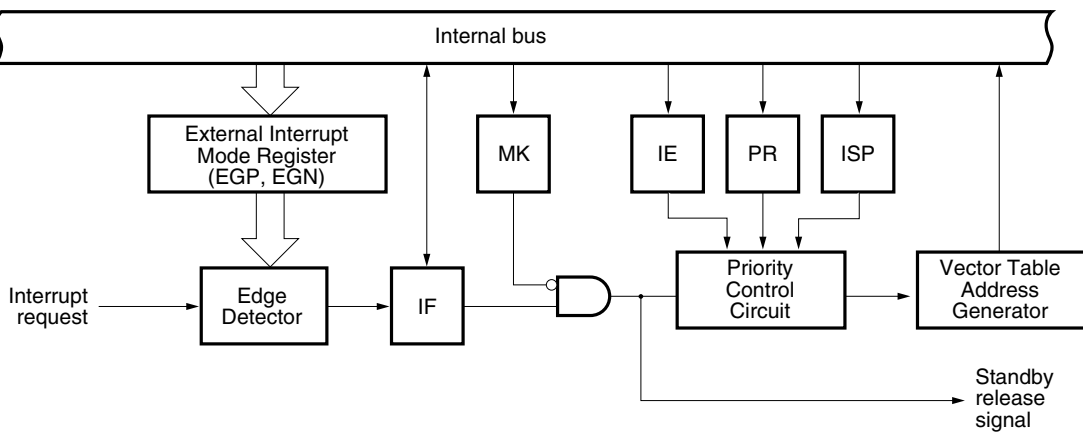 Internal bus
External Interrupt
Mode Register
(EGP, EGN)
MK
IE
PR
ISP
Interrupt
request
Edge
Detector
IF
Priority
Control
Circuit
Vector Table
Address
Generator
Standby
release
signal